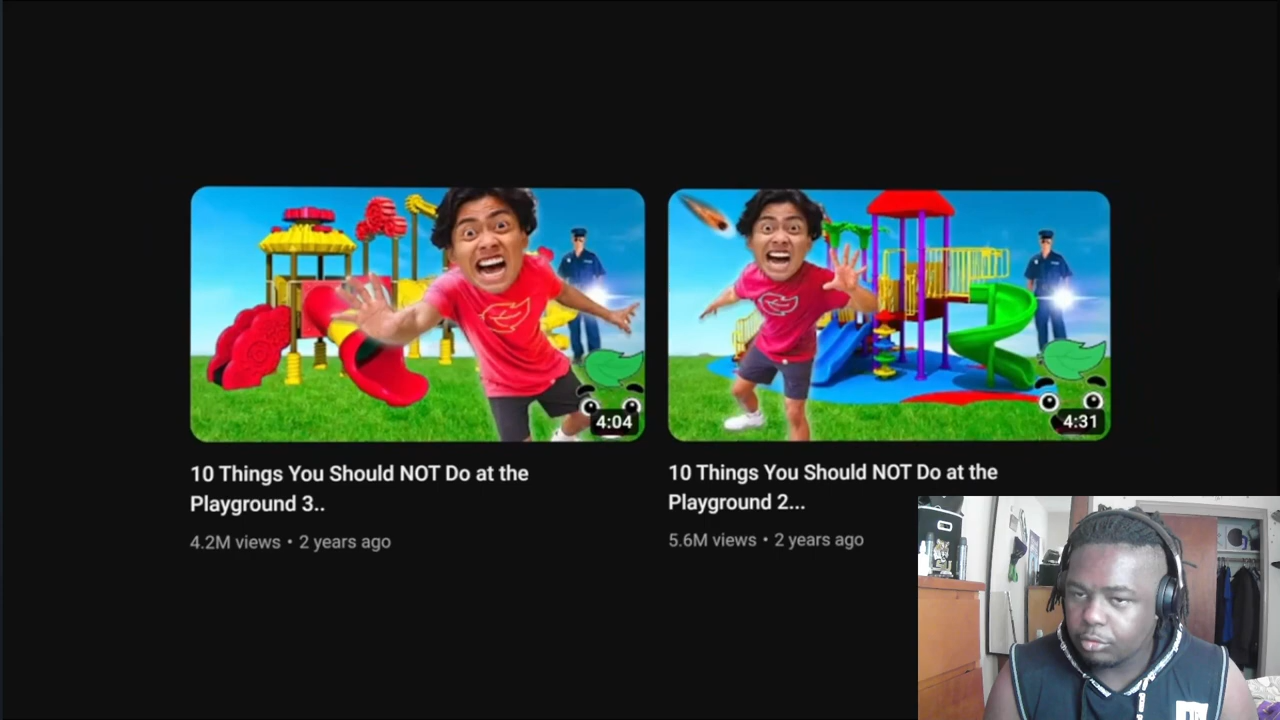 4:04
4:31
10 Things You Should NOT Do at the
Playground 3..
4.2M views • 2 years ago
10 Things You Should NOT Do at the
Playground 2...
5.6M views • 2 years ago